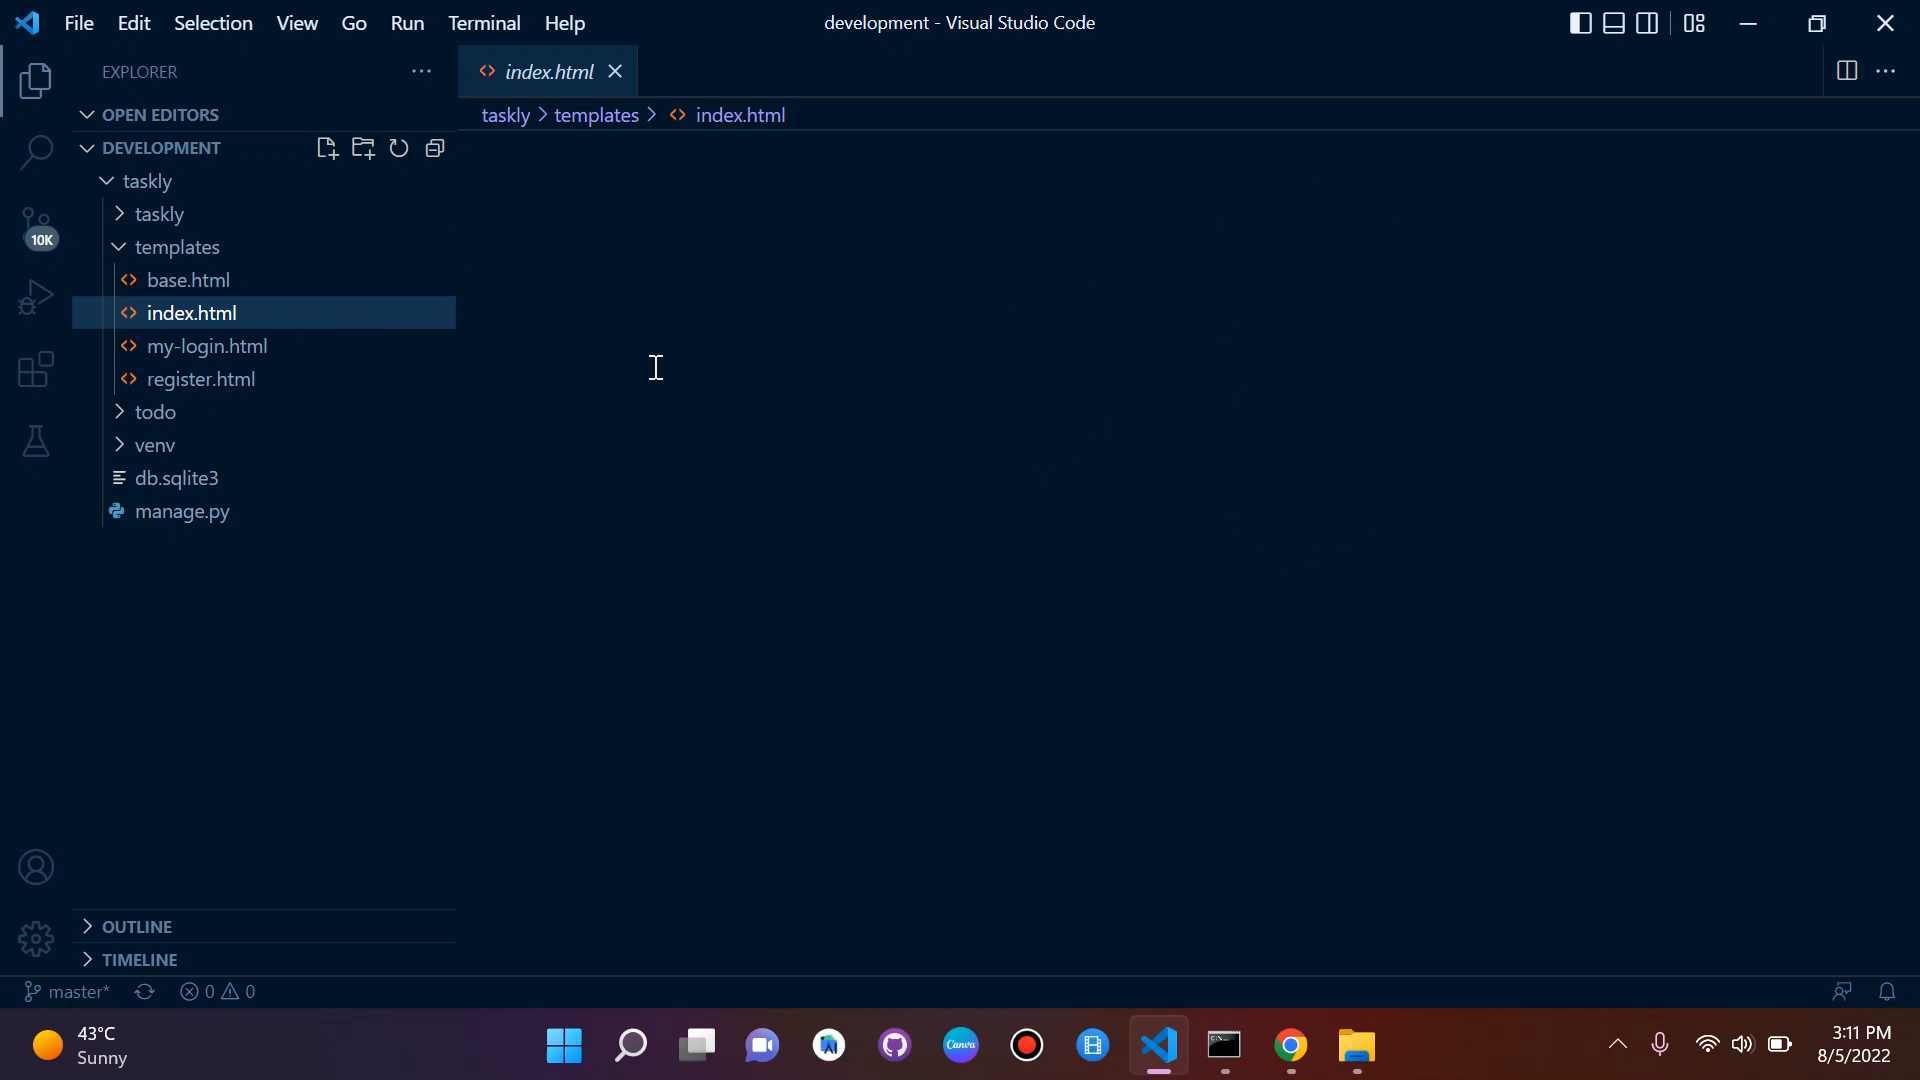 File Edit Selection View Go Run Terminal Help
development - Visual Studio Code
EXPLORER
index.html
OPEN EDITORS
taskly > templates > index.html
DEVELOPMENT
taskly
taskly
templates
base.html
index.html
my-login.html
register.html
todo
venv
db.sqlite3
manage.py
10K
OUTLINE
TIMELINE
master*
0
0
43°C
Sunny
Canva
3:11 PM
8/5/2022